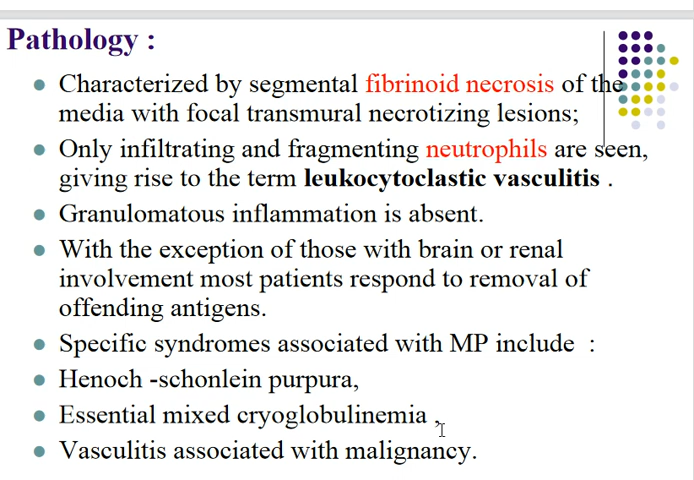 Pathology :
Characterized by segmental fibrinoid necrosis of the
media with focal transmural necrotizing lesions;
Only infiltrating and fragmenting neutrophils are seen,
giving rise to the term leukocytoclastic vasculitis .
Granulomatous inflammation is absent.
With the exception of those with brain or renal
involvement most patients respond to removal of
offending antigens.
Specific syndromes associated with MP include :
Henoch -schonlein purpura,
Essential mixed cryoglobulinemia ,
Vasculitis associated with malignancy.